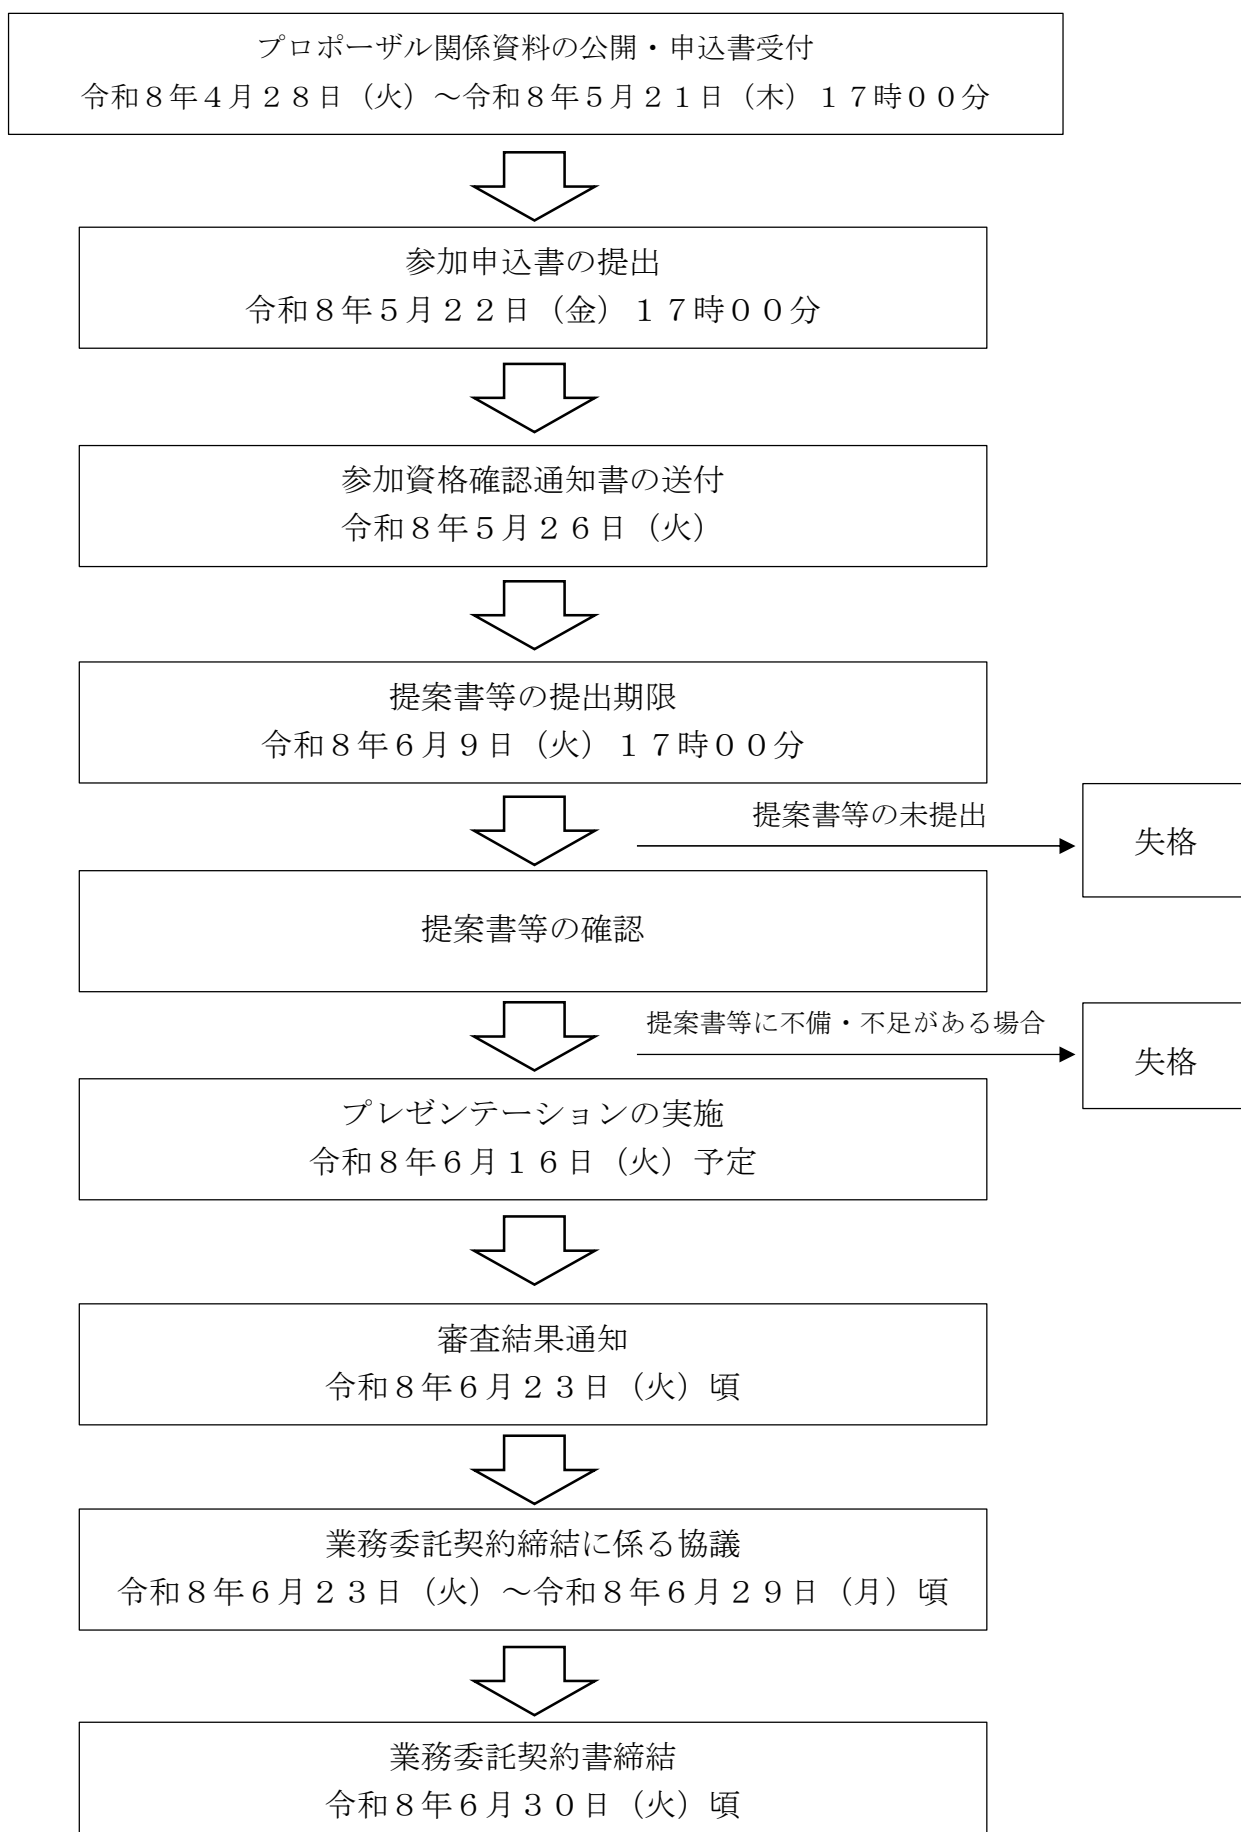 プロポーザル関係資料の公開・申込書受付
令和８年４月２８日（火）～令和８年５月２１日（木）１７時００分
参加申込書の提出
令和８年５月２２日（金）１７時００分
参加資格確認通知書の送付
令和８年５月２６日（火）
提案書等の提出期限
令和８年６月９日（火）１７時００分
提案書等の未提出
失格
提案書等の確認
提案書等に不備・不足がある場合
失格
プレゼンテーションの実施
令和８年６月１６日（火）予定
審査結果通知
令和８年６月２３日（火）頃
業務委託契約締結に係る協議
令和８年６月２３日（火）～令和８年６月２９日（月）頃
業務委託契約書締結
令和８年６月３０日（火）頃